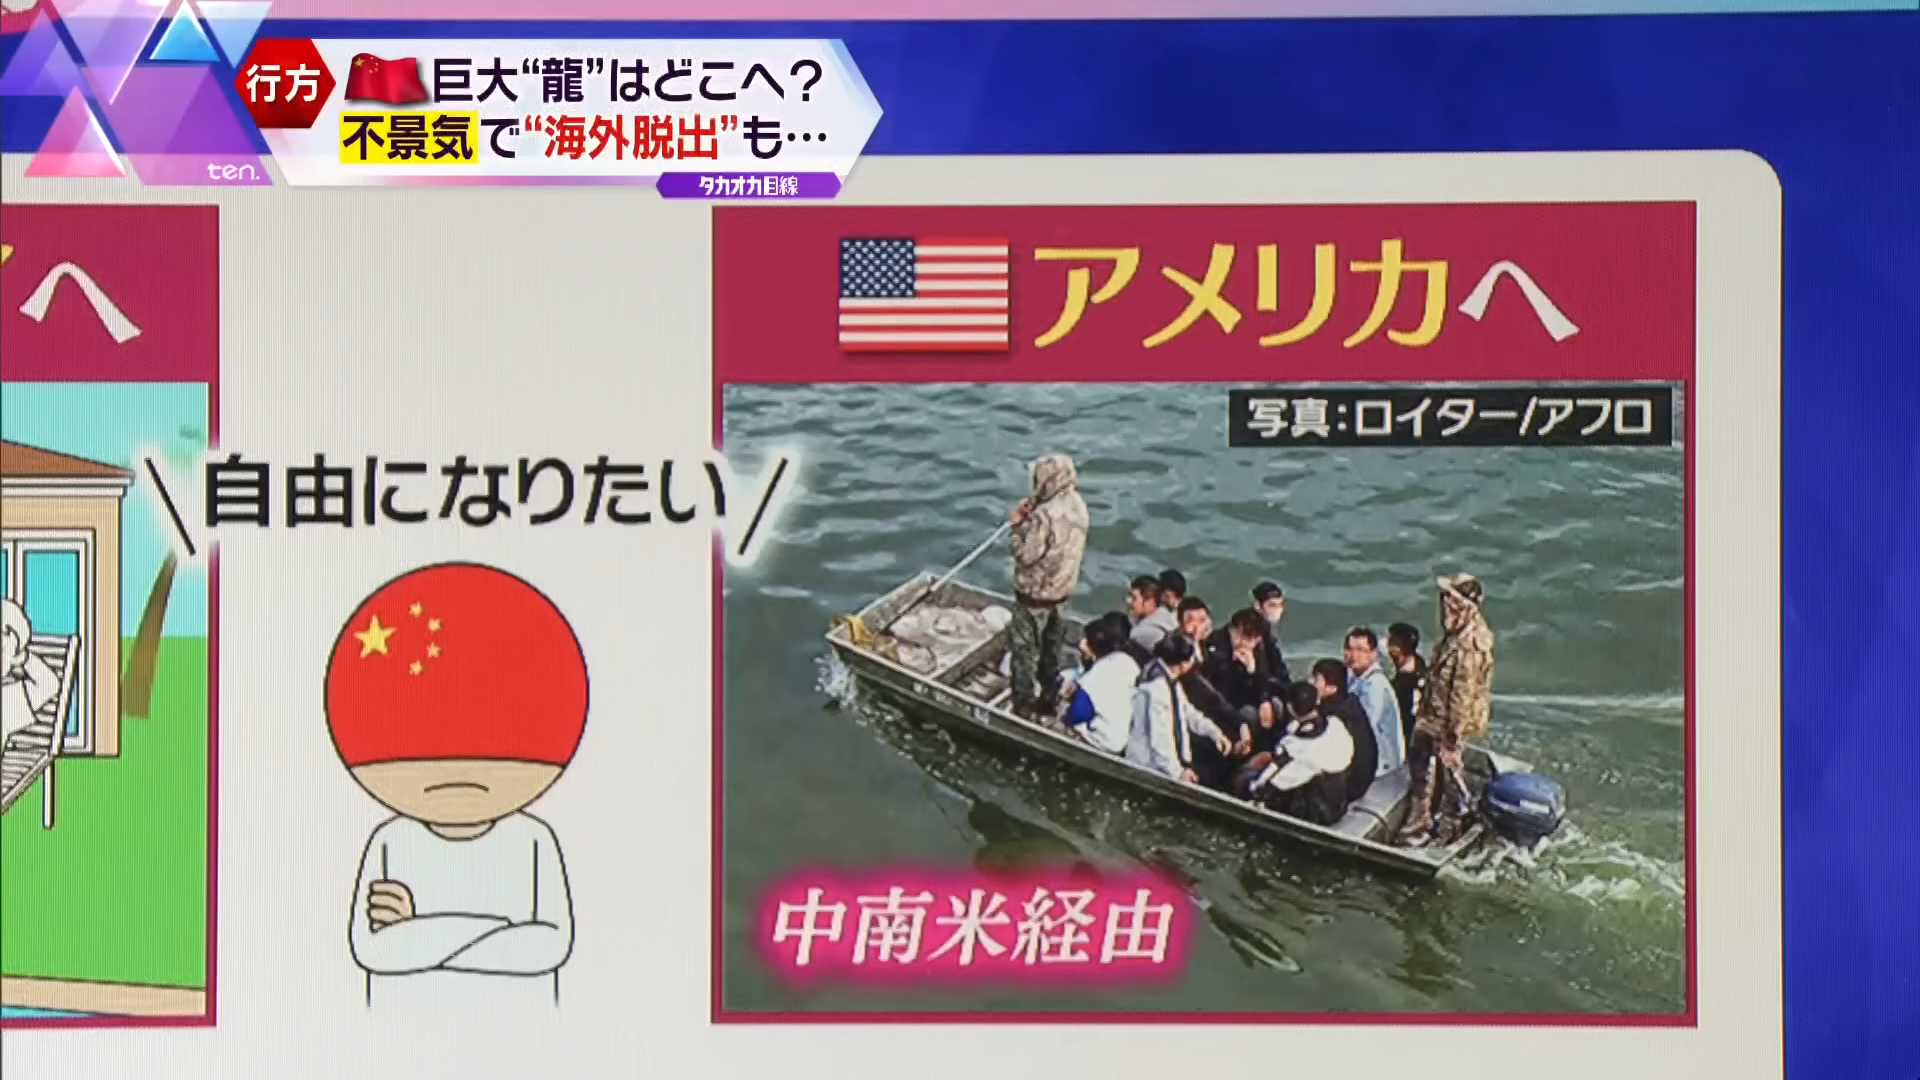 行方
巨大“龍”はどこへ？
不景気で“海外脱出”も…
ten.
タカオカ目線
へ
アメリカへ
写真：ロイター/アフロ
自由になりたい
中南米経由